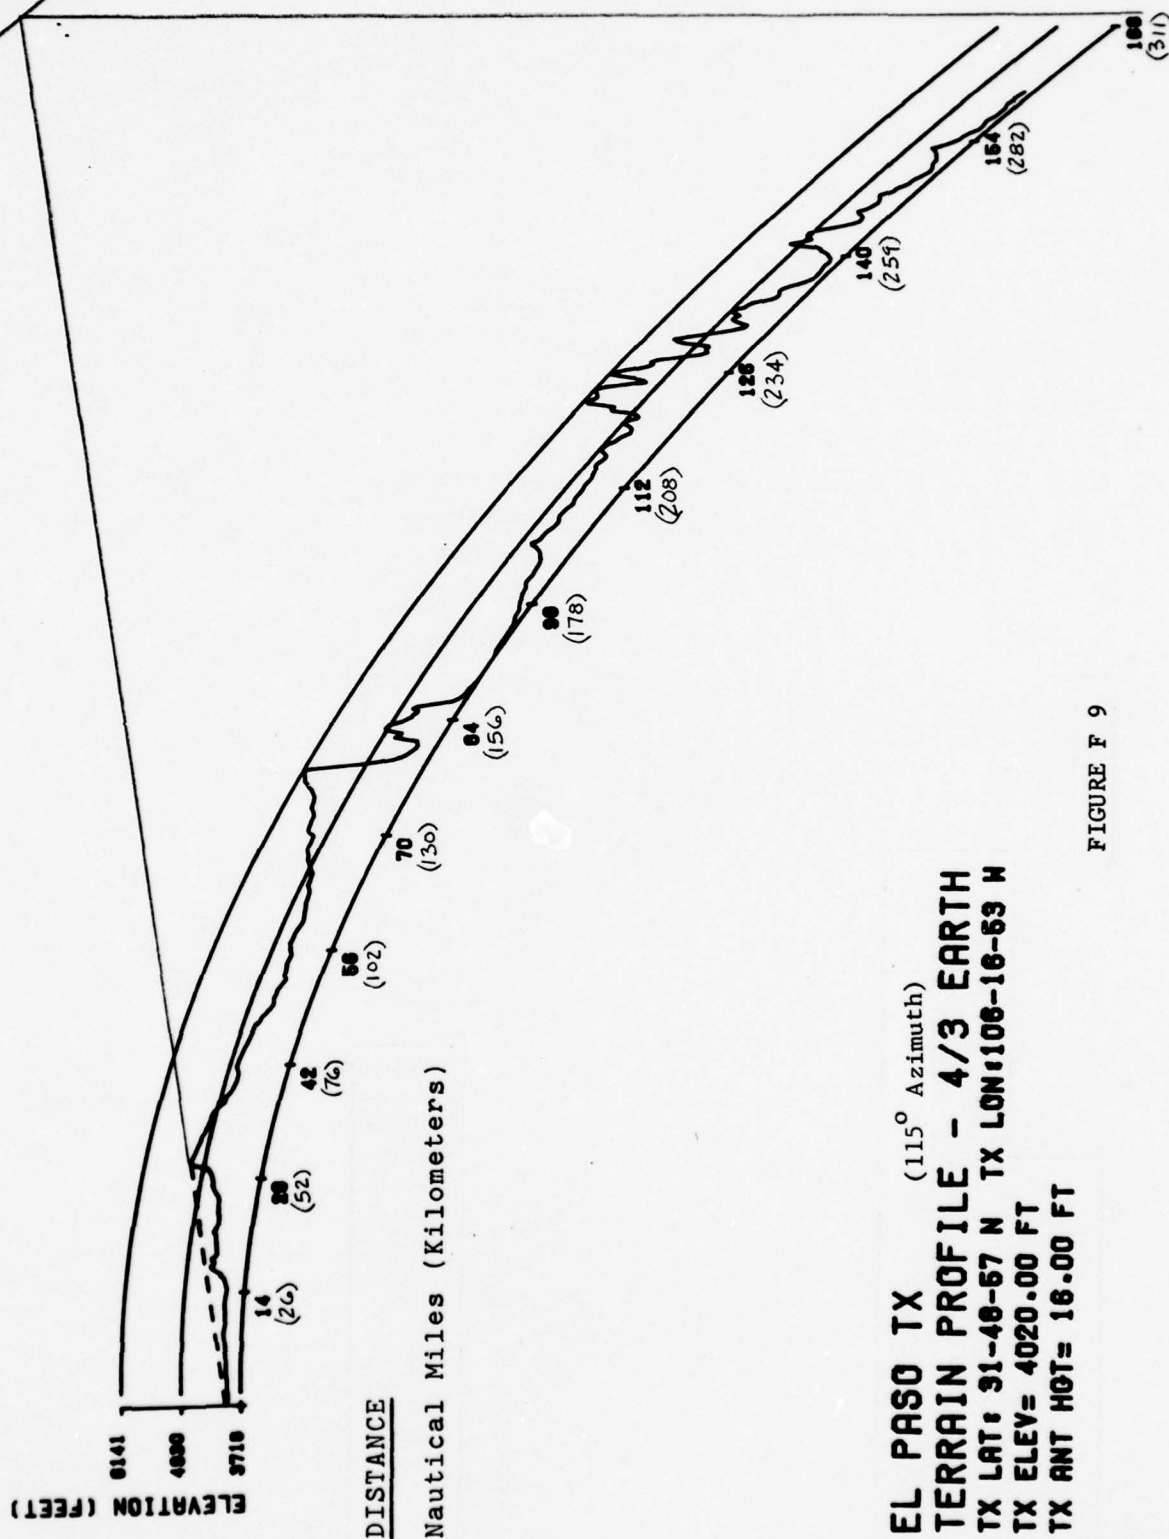 ELEVATION (FEET)
6141
3718
14
(26)
(52)
42
(76)
56
(102)
70
(130)
84
(156)
(178)
112
(208)
126
(234)
140
(259)
154
(282)
168
(311)
DISTANCE
Nautical Miles (Kilometers)
EL PASO TX (115° Azimuth)
TERRAIN PROFILE - 4/3 EARTH
TX LAT: 31-48-57 N TX LON:106-16-53 W
TX ELEV= 4020.00 FT
TX ANT HGT= 16.00 FT
FIGURE F 9